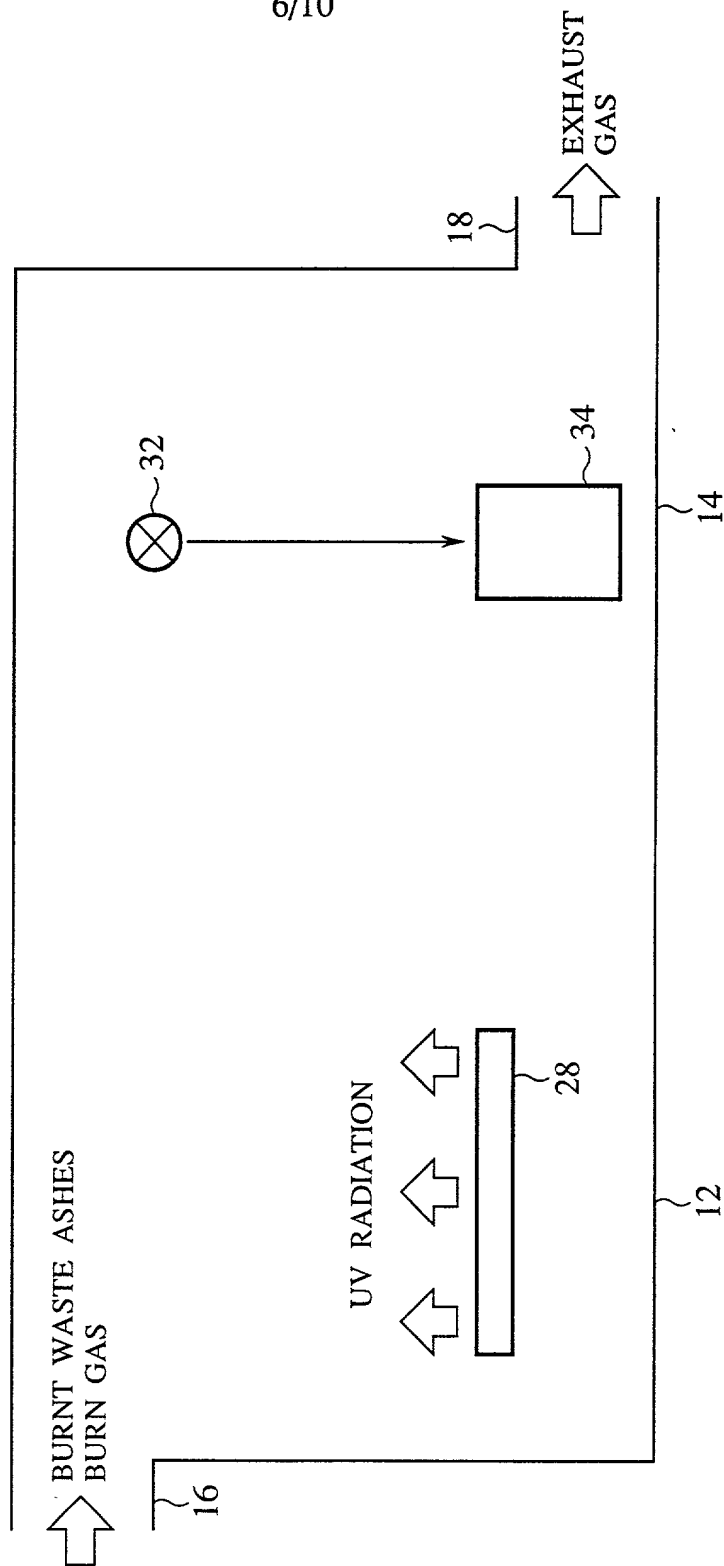 6/10
BURNT WASTE ASHES
BURN GAS
16
UV RADIATION
28
12
32
34
14
18
EXHAUST
GAS